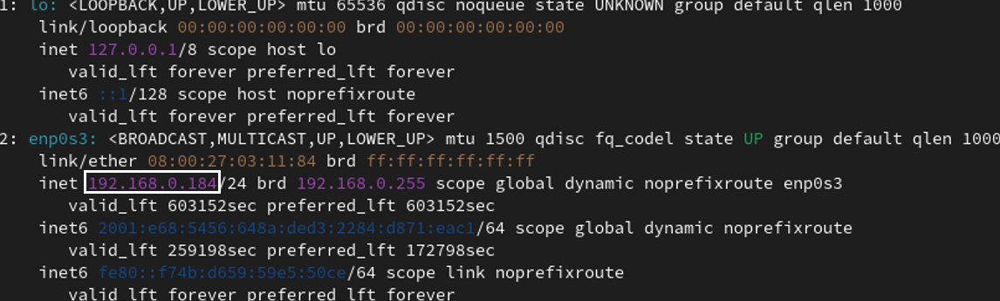 1: lo: <LOOPBACK,UP,LOWER_UP> mtu 65536 qdisc noqueue state UNKNOWN group default qlen 1000
link/loopback 00:00:00:00:00:00 brd 00:00:00:00:00:00
inet 127.0.0.1/8 scope host lo
valid_lft forever preferred_lft forever
inet6 ::1/128 scope host noprefixroute
valid_lft forever preferred_lft forever
2: enp0s3: <BROADCAST,MULTICAST,UP,LOWER_UP> mtu 1500 qdisc fq_codel state UP group default qlen 1000
link/ether 08:00:27:03:11:84 brd ff:ff:ff:ff:ff:ff
inet 192.168.0.184/24 brd 192.168.0.255 scope global dynamic noprefixroute enp0s3
valid_lft 603152sec preferred_lft 603152sec
inet6 2001:e68:5456:648a:ded3:2284:d871:eac1/64 scope global dynamic noprefixroute
valid_lft 259198sec preferred_lft 172798sec
inet6 fe80::f74b:d659:59e5:50ce/64 scope link noprefixroute
valid_lft forever preferred_lft forever